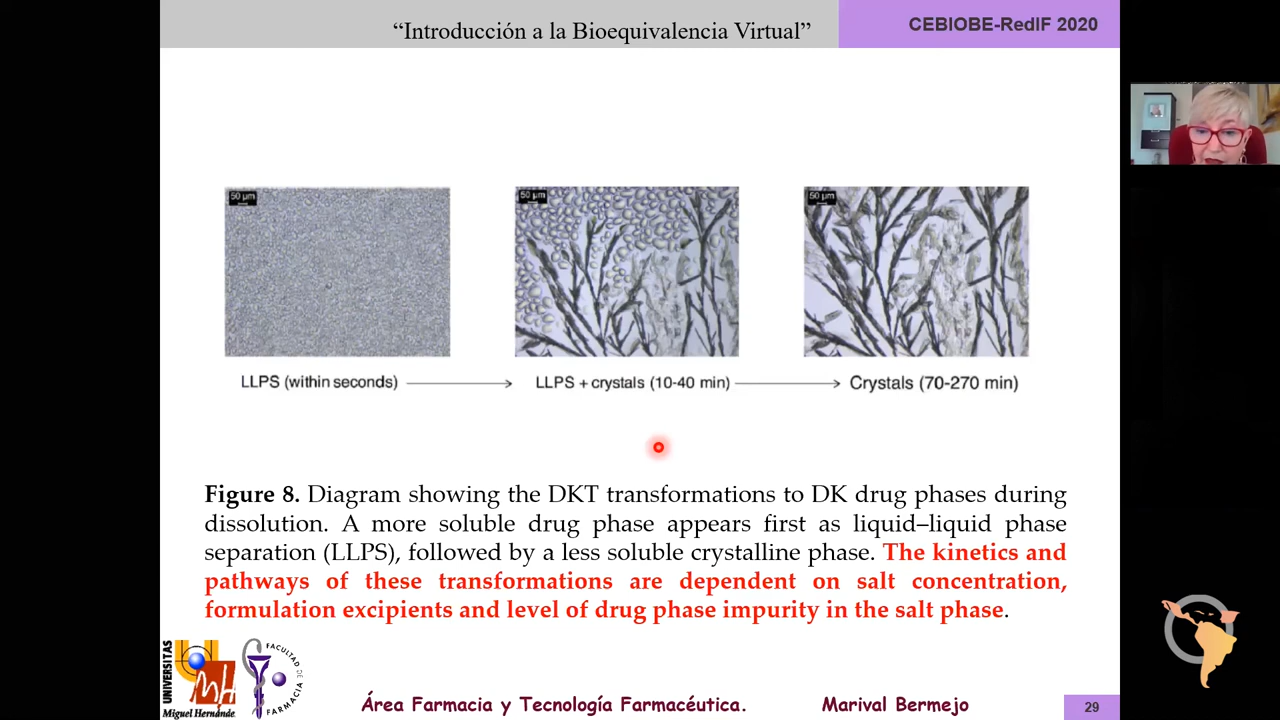 “Introducción a la Bioequivalencia Virtual”
CEBIOBE-RedIF 2020
50 µm
50 µm
50 µm
LLPS (within seconds)
LLPS + crystals (10-40 min)
Crystals (70-270 min)
Figure 8. Diagram showing the DKT transformations to DK drug phases during
dissolution. A more soluble drug phase appears first as liquid–liquid phase
separation (LLPS), followed by a less soluble crystalline phase. The kinetics and
pathways of these transformations are dependent on salt concentration,
formulation excipients and level of drug phase impurity in the salt phase.
UNIVERSITAS
Miguel Hernández
FACULTAD DE FARMACIA
Área Farmacia y Tecnología Farmacéutica.
Marival Bermejo
29